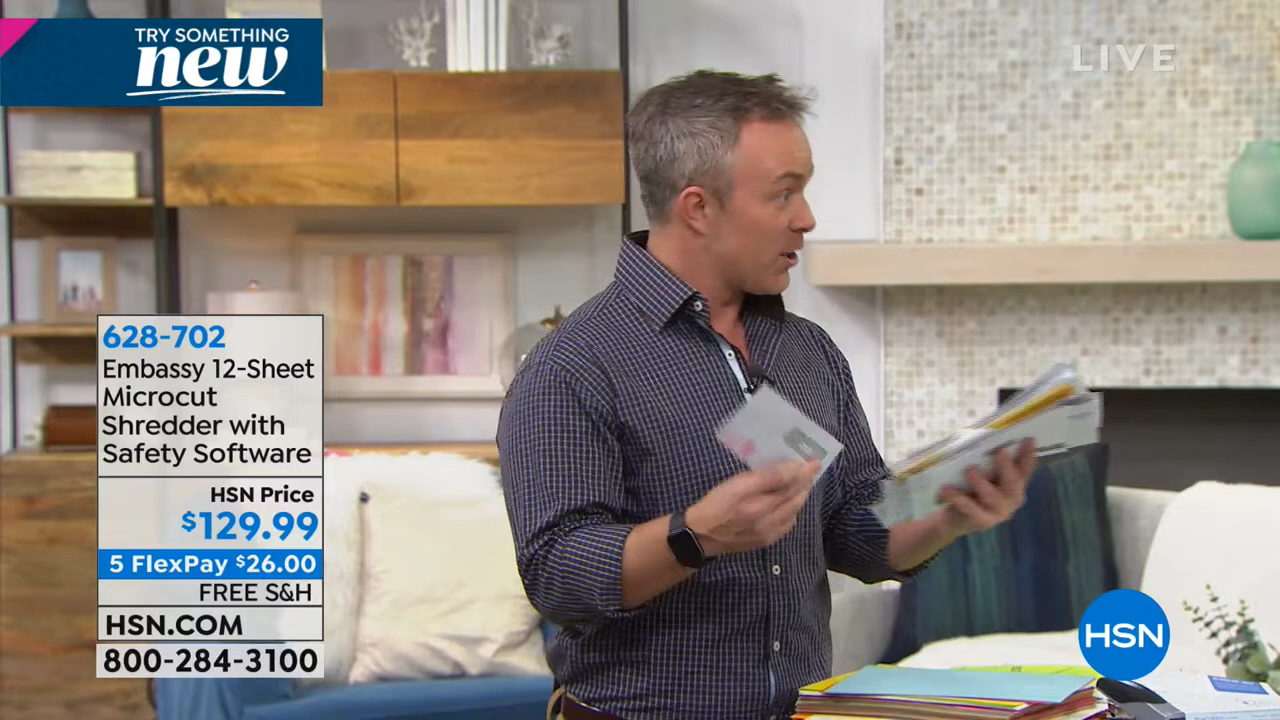 TRY SOMETHING
new
LIVE
628-702
Embassy 12-Sheet
Microcut
Shredder with
Safety Software
HSN Price
$129.99
5 FlexPay $26.00
FREE S&H
HSN.COM
800-284-3100
HSN